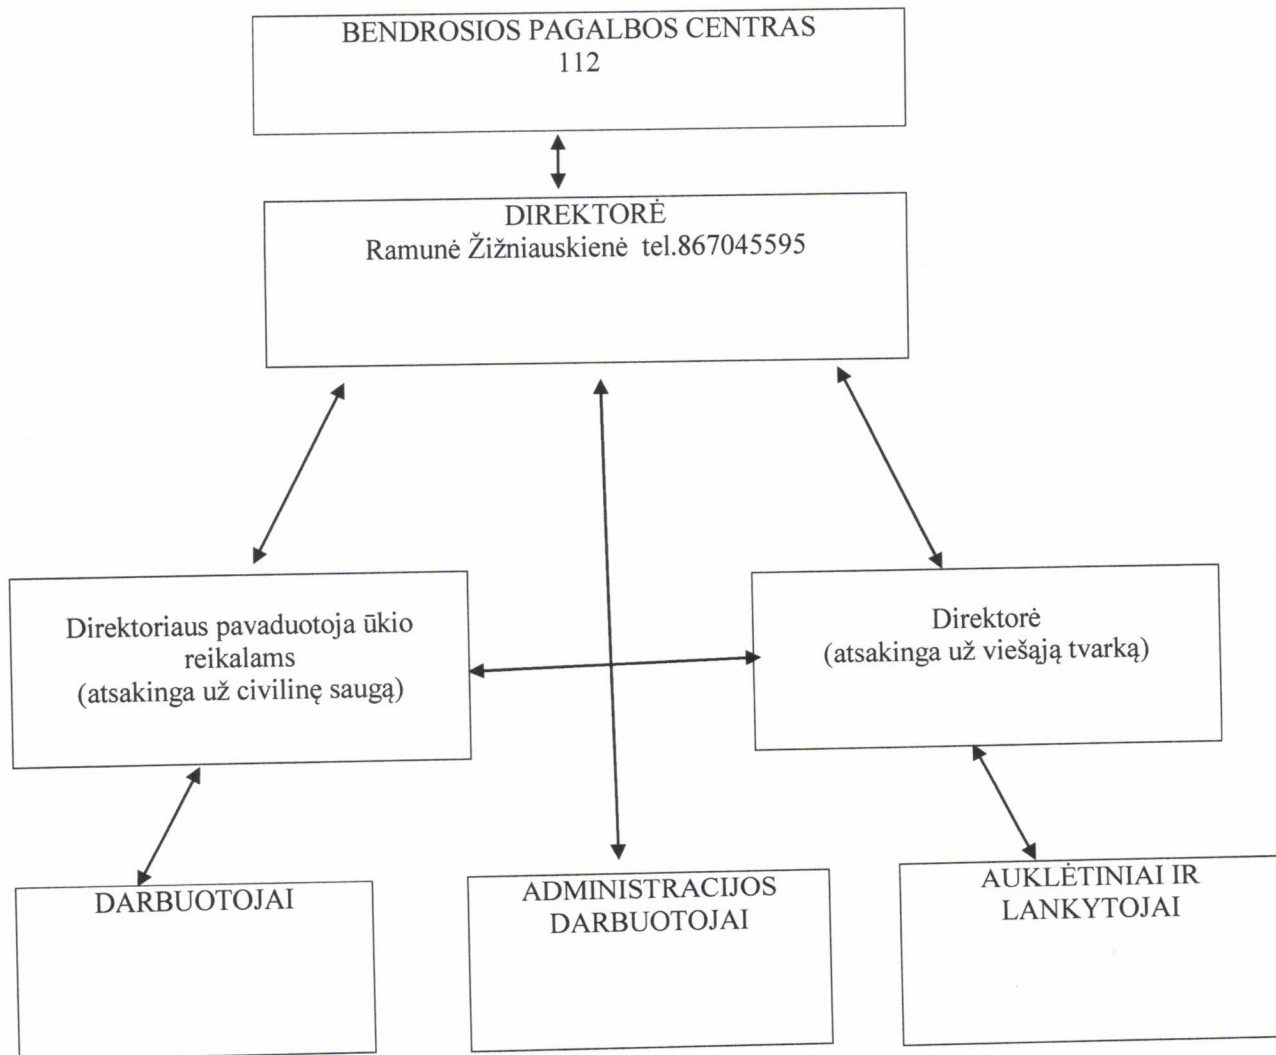 BENDROSIOS PAGALBOS CENTRAS
112
DIREKTORĖ
Ramunė Žižniauskienė tel.867045595
Direktoriaus pavaduotoja ūkio
reikalams
(atsakinga už civilinę saugą)
Direktorė
(atsakinga už viešąją tvarką)
DARBUOTOJAI
ADMINISTRACIJOS
DARBUOTOJAI
AUKLĖTINIAI IR
LANKYTOJAI